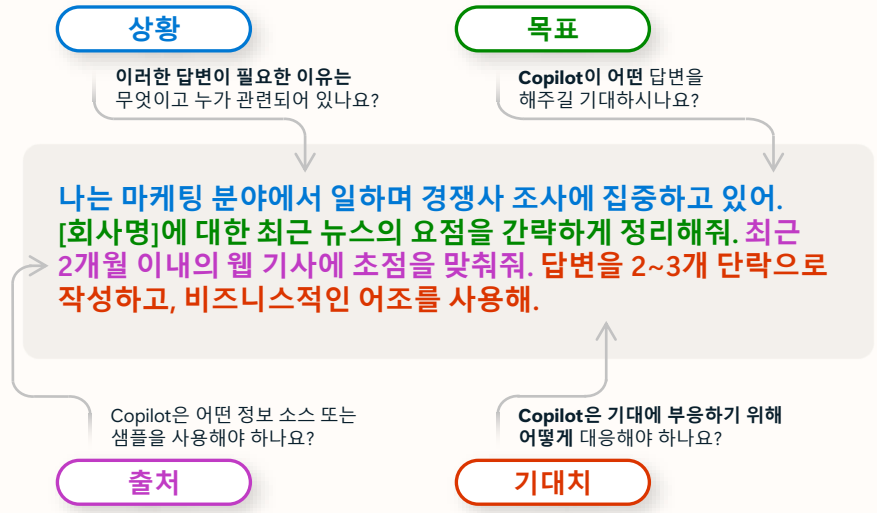 상황
목표
이러한 답변이 필요한 이유는
무엇이고 누가 관련되어 있나요?
Copilot이 어떤 답변을
해주길 기대하시나요?
나는 마케팅 분야에서 일하며 경쟁사 조사에 집중하고 있어.
[회사명]에 대한 최근 뉴스의 요점을 간략하게 정리해줘. 최근
2개월 이내의 웹 기사에 초점을 맞춰줘. 답변을 2~3개 단락으로
작성하고, 비즈니스적인 어조를 사용해.
Copilot은 어떤 정보 소스 또는
샘플을 사용해야 하나요?
Copilot은 기대에 부응하기 위해
어떻게 대응해야 하나요?
출처
기대치